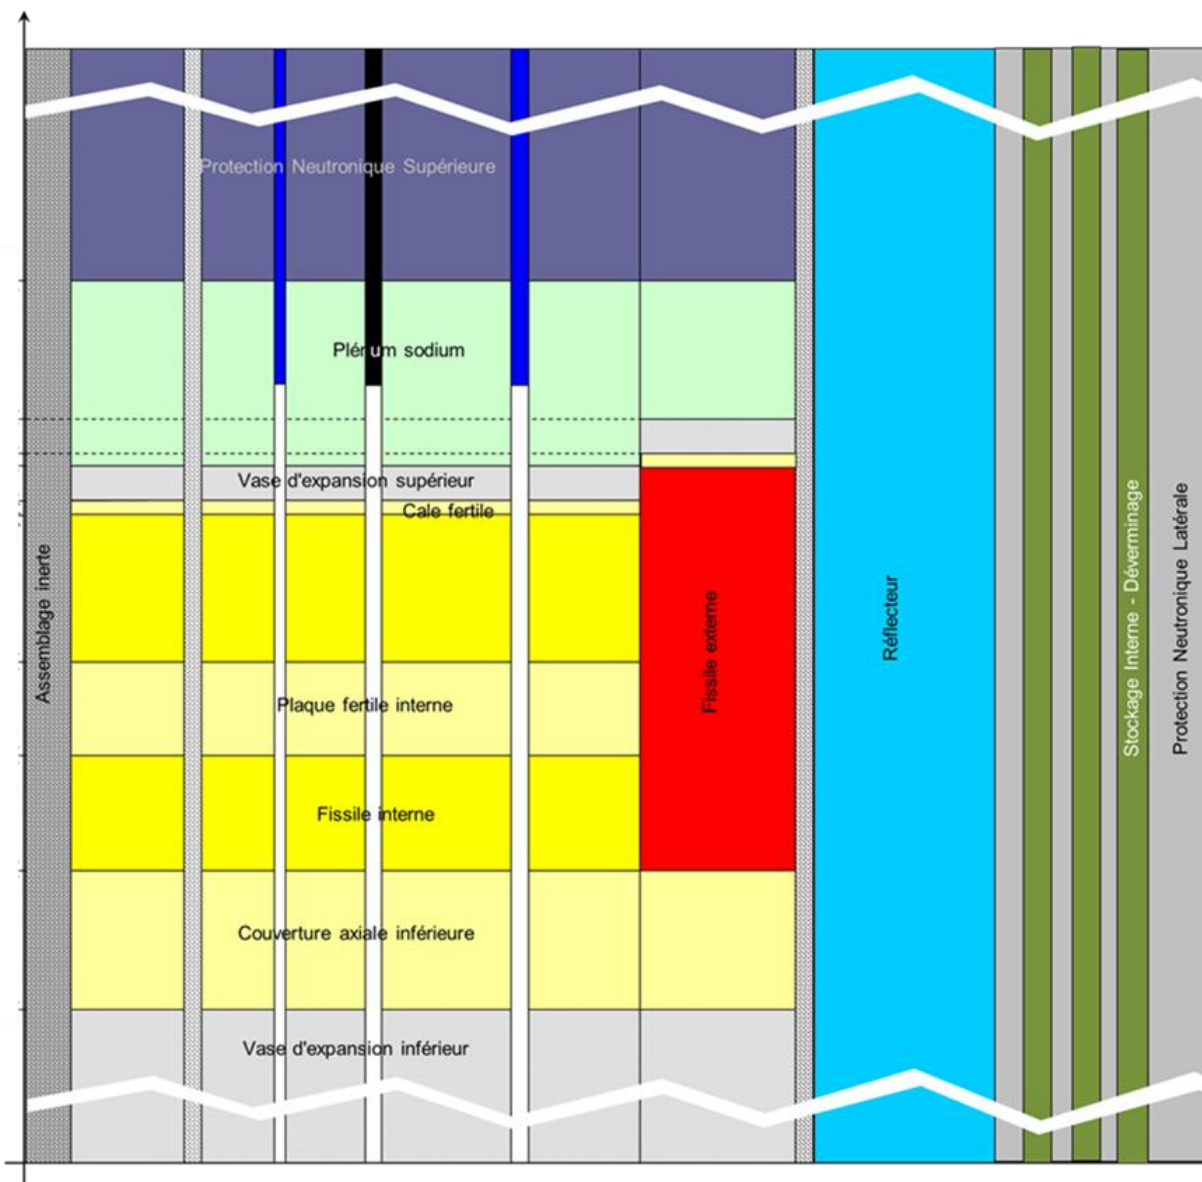 Protection Neutronique Supérieure
Plénum sodium
Vase d'expansion supérieur
Cale fertile
Assemblage inerte
Plaque fertile interne
Fissile interne
Couverture axiale inférieure
Vase d'expansion inférieur
Fissile externe
Réflecteur
Stockage Interne - Déverminage
Protection Neutronique Latérale